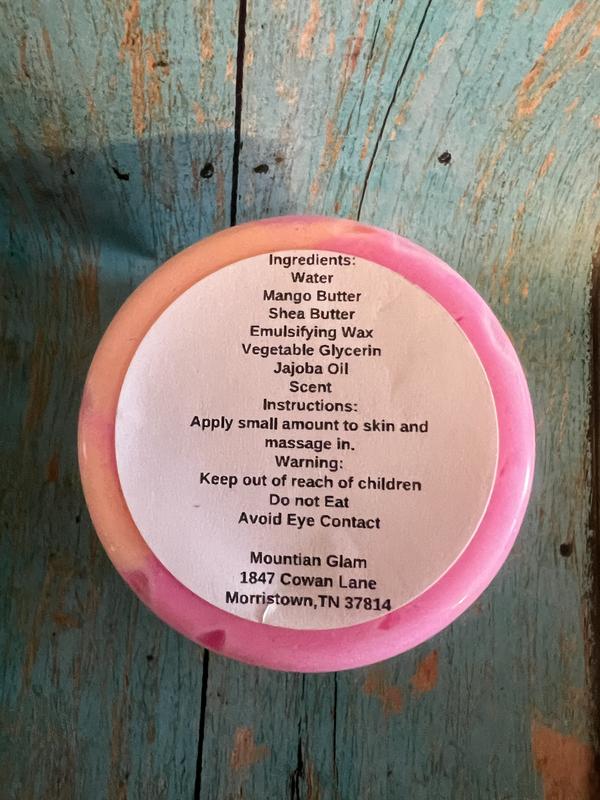 Ingredients:
Water
Mango Butter
Shea Butter
Emulsifying Wax
Vegetable Glycerin
Jajoba Oil
Scent
Instructions:
Apply small amount to skin and
massage in.
Warning:
Keep out of reach of children
Do not Eat
Avoid Eye Contact
Mountian Glam
1847 Cowan Lane
Morristown,TN 37814